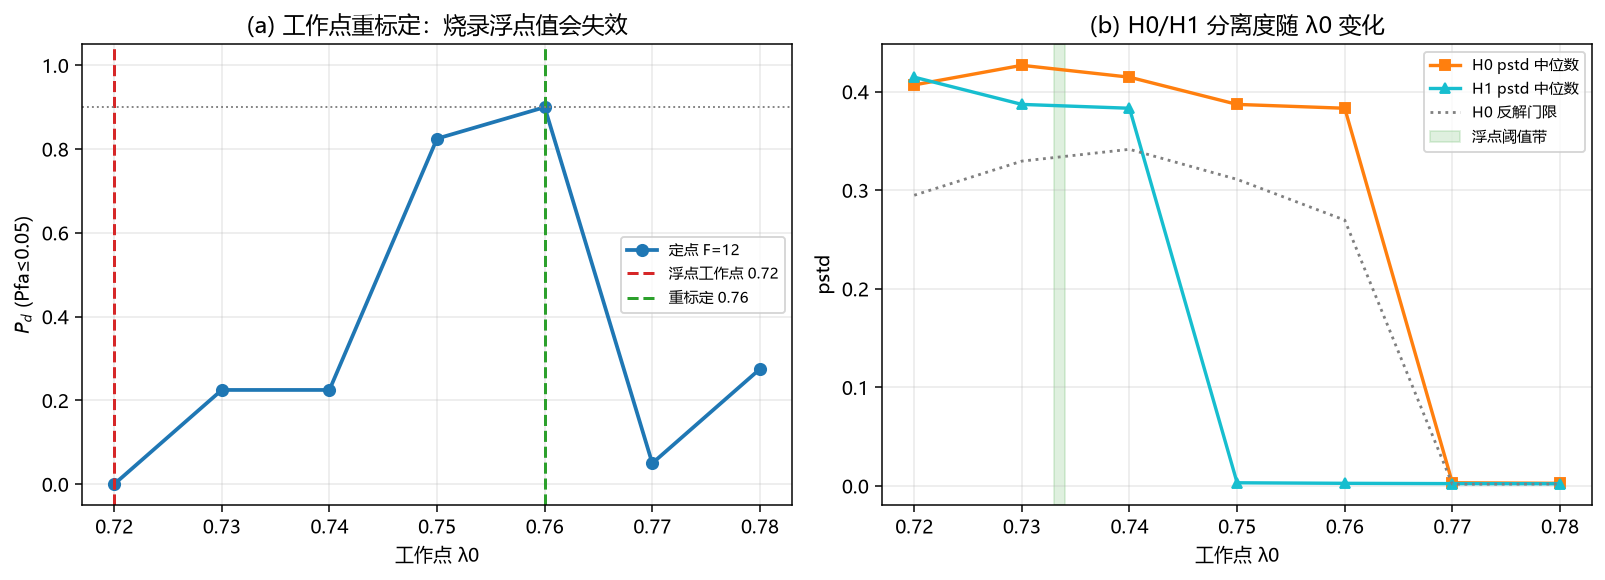 (a) 工作点重标定：烧录浮点值会失效
1.0
0.8
0.6
0.4
0.2
0.0
P_d (Pfa≤0.05)
定点 F=12
浮点工作点 0.72
重标定 0.76
0.72 0.73 0.74 0.75 0.76 0.77 0.78
工作点 λ0
(b) H0/H1 分离度随 λ0 变化
0.4
0.3
0.2
0.1
0.0
pstd
H0 pstd 中位数
H1 pstd 中位数
H0 反解门限
浮点阈值带
0.72 0.73 0.74 0.75 0.76 0.77 0.78
工作点 λ0